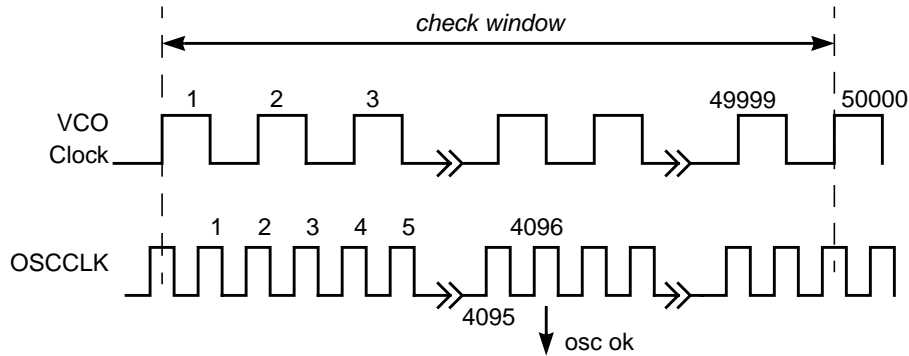 check window
1 2 3 49999 50000
VCO
Clock
1 2 3 4 5 4096
OSCCLK
4095
osc ok